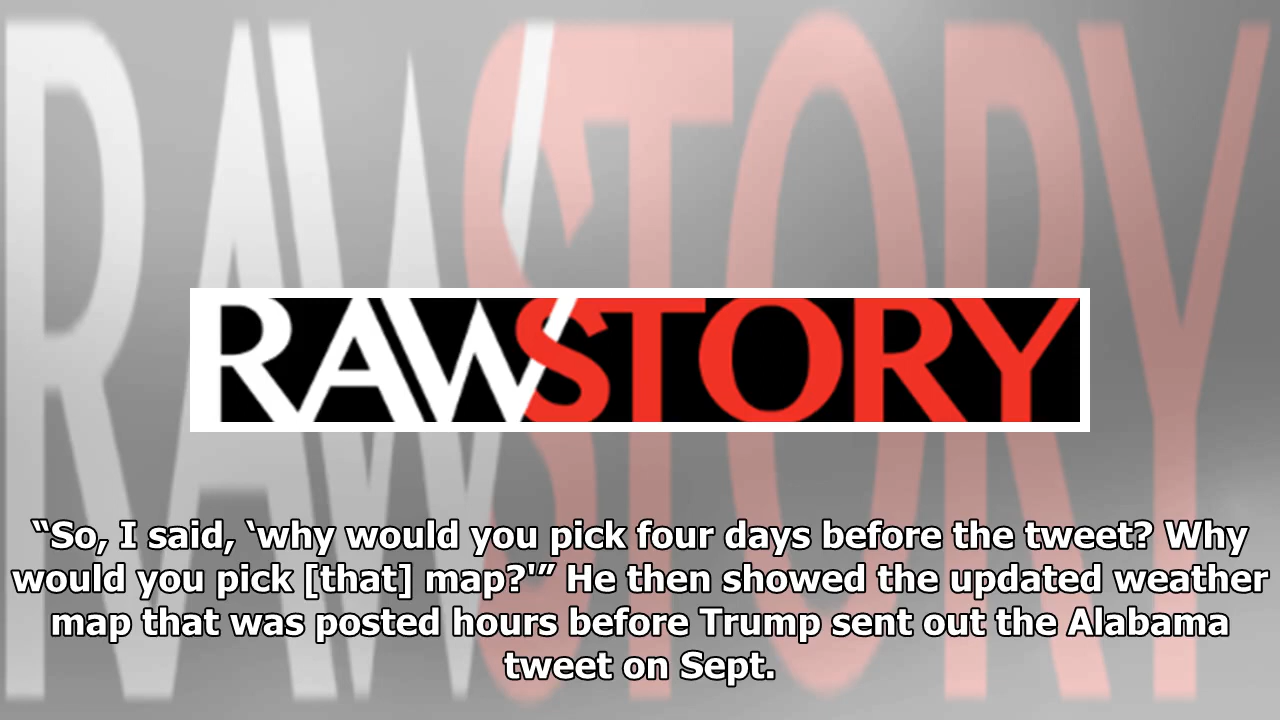 RAWSTORY
RAWSTORY
“So, I said, ‘why would you pick four days before the tweet? Why
would you pick [that] map?'” He then showed the updated weather
map that was posted hours before Trump sent out the Alabama
tweet on Sept.